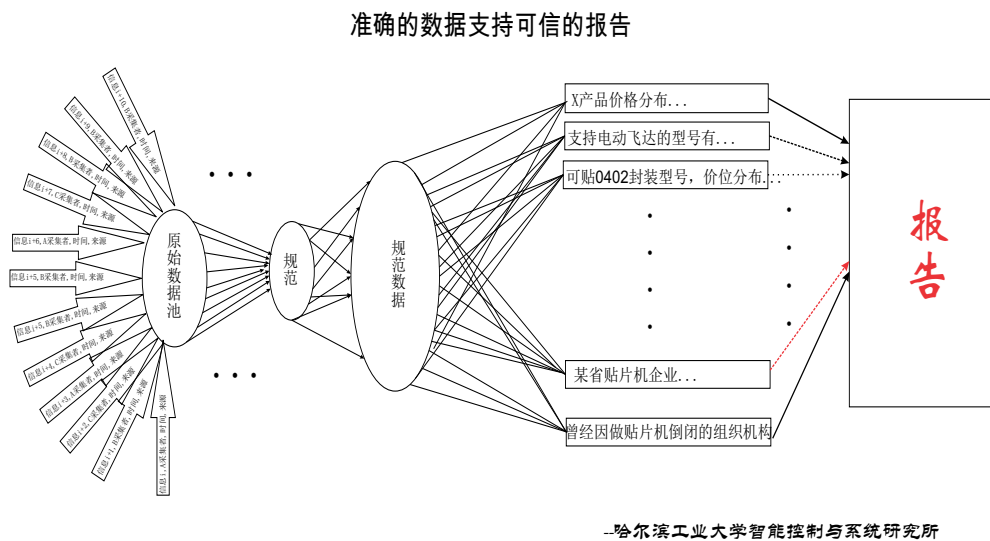 准确的数据支持可信的报告
信息i+10,B采集者,时间,来源
信息i+9,B采集者,时间,来源
信息i+8,B采集者,时间,来源
信息i+7,C采集者,时间,来源
信息i+6,A采集者,时间,来源
信息i+5,B采集者,时间,来源
信息i+5,B采集者,时间,来源
信息i+4,C采集者,时间,来源
信息i+3,A采集者,时间,来源
信息i+2,C采集者,时间,来源
信息i+1,B采集者,时间,来源
信息i,A采集者,时间,来源
原始数据池
规范
规范数据
X产品价格分布...
支持电动飞达的型号有...
可贴0402封装型号，价位分布...
某省贴片机企业...
曾经因做贴片机倒闭的组织机构
报告
--哈尔滨工业大学智能控制与系统研究所